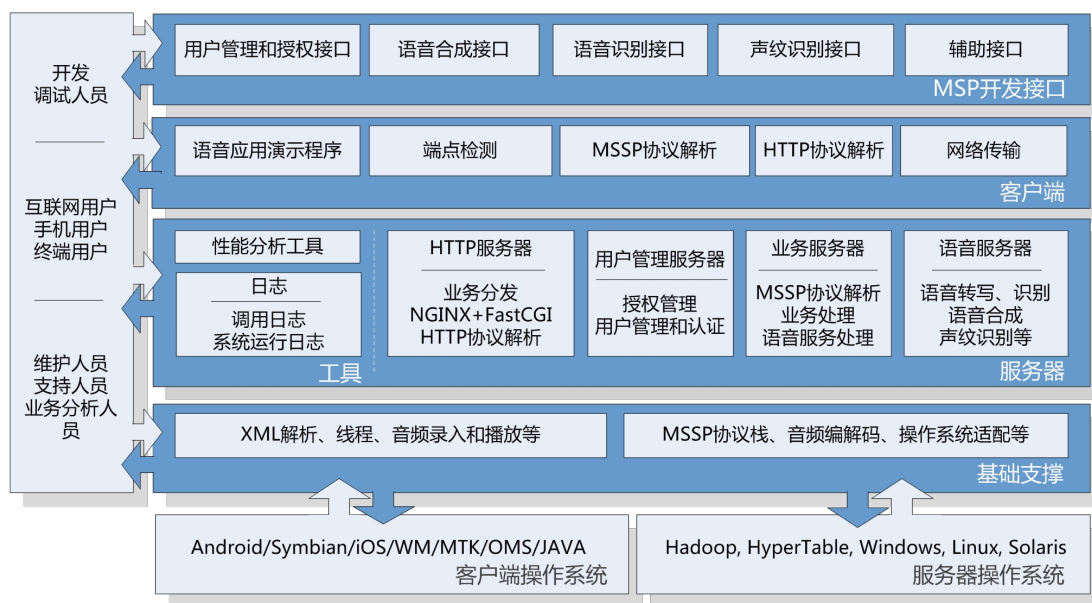 开发
调试人员
互联网用户
手机用户
终端用户
维护人员
支持人员
业务分析人
员
用户管理和授权接口
语音合成接口
语音识别接口
声纹识别接口
辅助接口
MSP开发接口
语音应用演示程序
端点检测
MSSP协议解析
HTTP协议解析
网络传输
客户端
性能分析工具
日志
调用日志
系统运行日志
工具
HTTP服务器
业务分发
NGINX+FastCGI
HTTP协议解析
用户管理服务器
授权管理
用户管理和认证
业务服务器
MSSP协议解析
业务处理
语音服务处理
语音服务器
语音转写、识别
语音合成
声纹识别等
服务器
XML解析、线程、音频录入和播放等
MSSP协议栈、音频编解码、操作系统适配等
基础支撑
Android/Symbian/iOS/WM/MTK/OMS/JAVA
客户端操作系统
Hadoop, HyperTable, Windows, Linux, Solaris
服务器操作系统